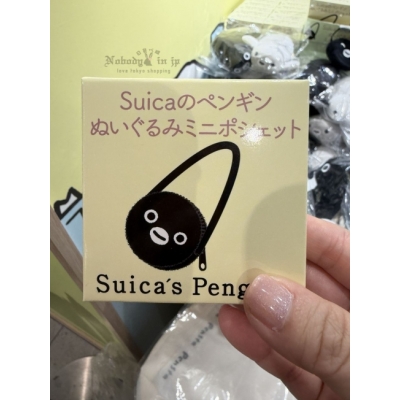 Nobody in jp
love tokyo shopping
Suicaのペンギン
ぬいぐるみミニポシェット
Suica's Peng